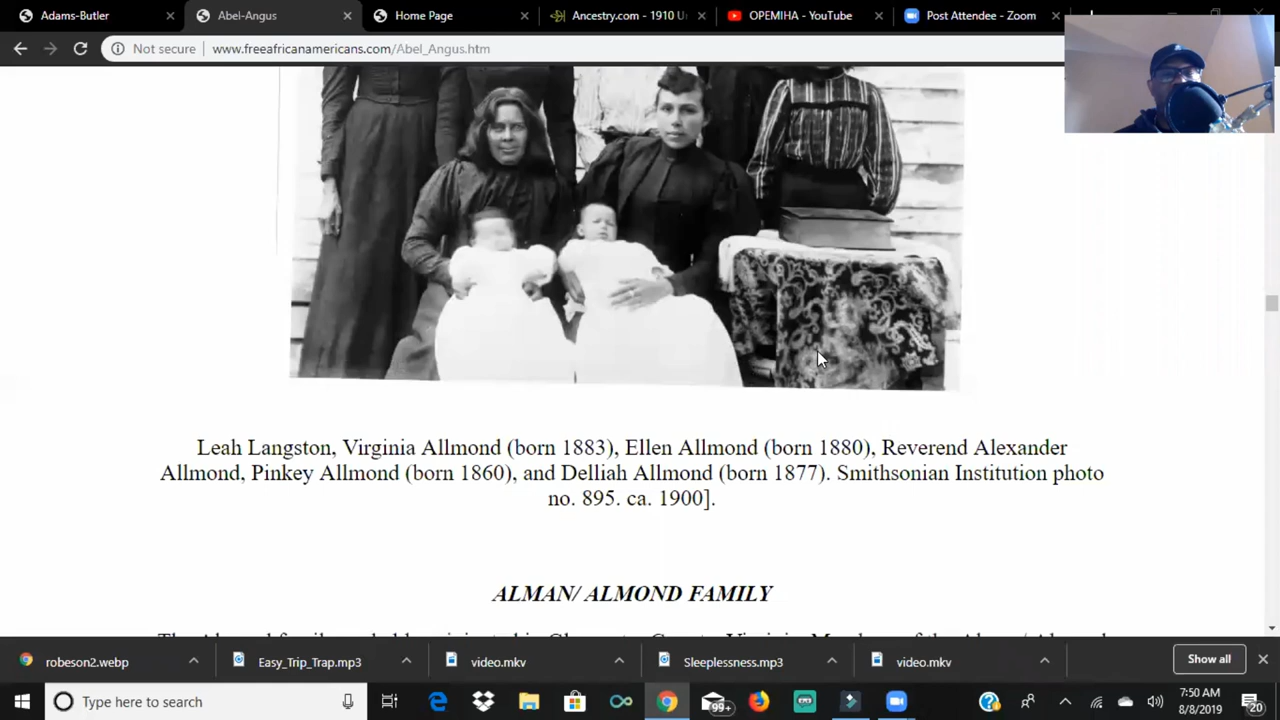 Adams-Butler
Abel-Angus
Home Page
Ancestry.com - 1910 U
OPEMIHA - YouTube
Post Attendee - Zoom
Not secure
www.freeafricanamericans.com/Abel_Angus.htm
Leah Langston, Virginia Allmond (born 1883), Ellen Allmond (born 1880), Reverend Alexander
Allmond, Pinkey Allmond (born 1860), and Delliah Allmond (born 1877). Smithsonian Institution photo
no. 895. ca. 1900].
ALMAN/ ALMOND FAMILY
robeson2.webp
Easy_Trip_Trap.mp3
video.mkv
Sleeplessness.mp3
video.mkv
Show all
Type here to search
99+
7:50 AM
8/8/2019
20